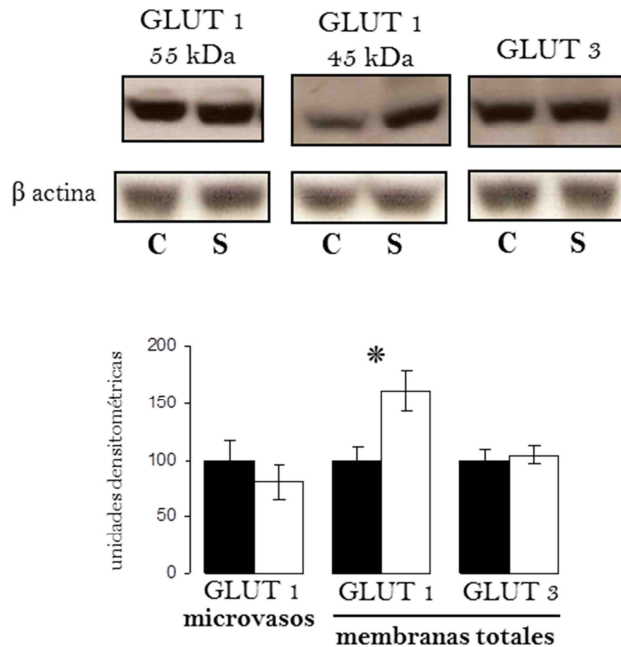 GLUT 1
55 kDa
GLUT 1
45 kDa
GLUT 3
β actina
C S
C S
C S
unidades densitométricas
200
150
100
50
0
*
GLUT 1
microvasos
GLUT 1
GLUT 3
membranas totales